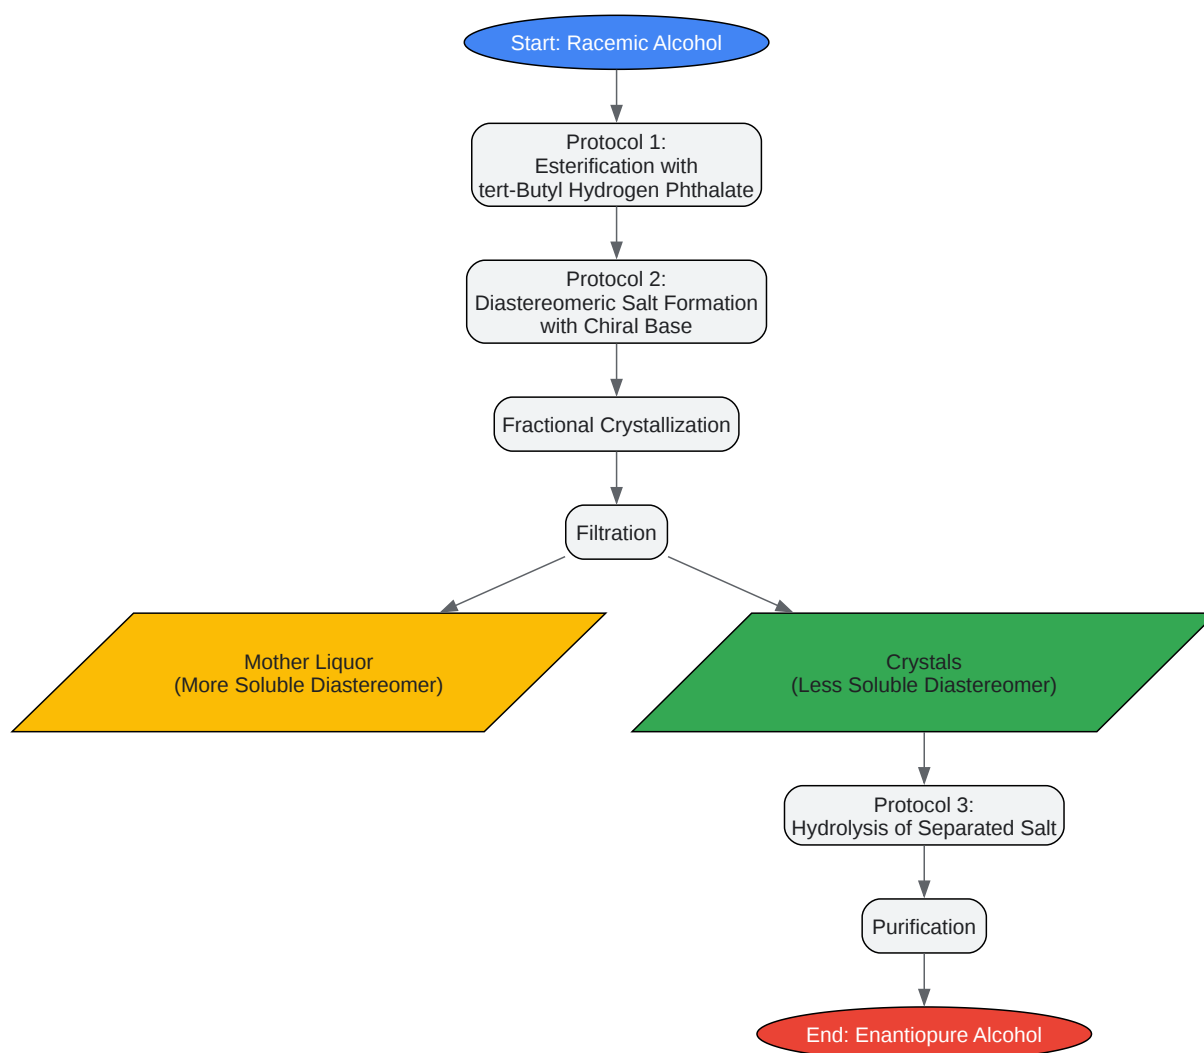 Start: Racemic Alcohol
Protocol 1:
Esterification with
tert-Butyl Hydrogen Phthalate
Protocol 2:
Diastereomeric Salt Formation
with Chiral Base
Fractional Crystallization
Filtration
Mother Liquor
(More Soluble Diastereomer)
Crystals
(Less Soluble Diastereomer)
Protocol 3:
Hydrolysis of Separated Salt
Purification
End: Enantiopure Alcohol